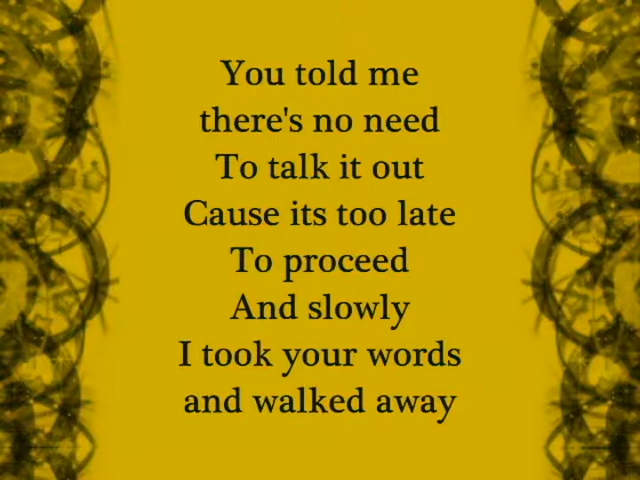 You told me
there's no need
To talk it out
Cause its too late
To proceed
And slowly
I took your words
and walked away